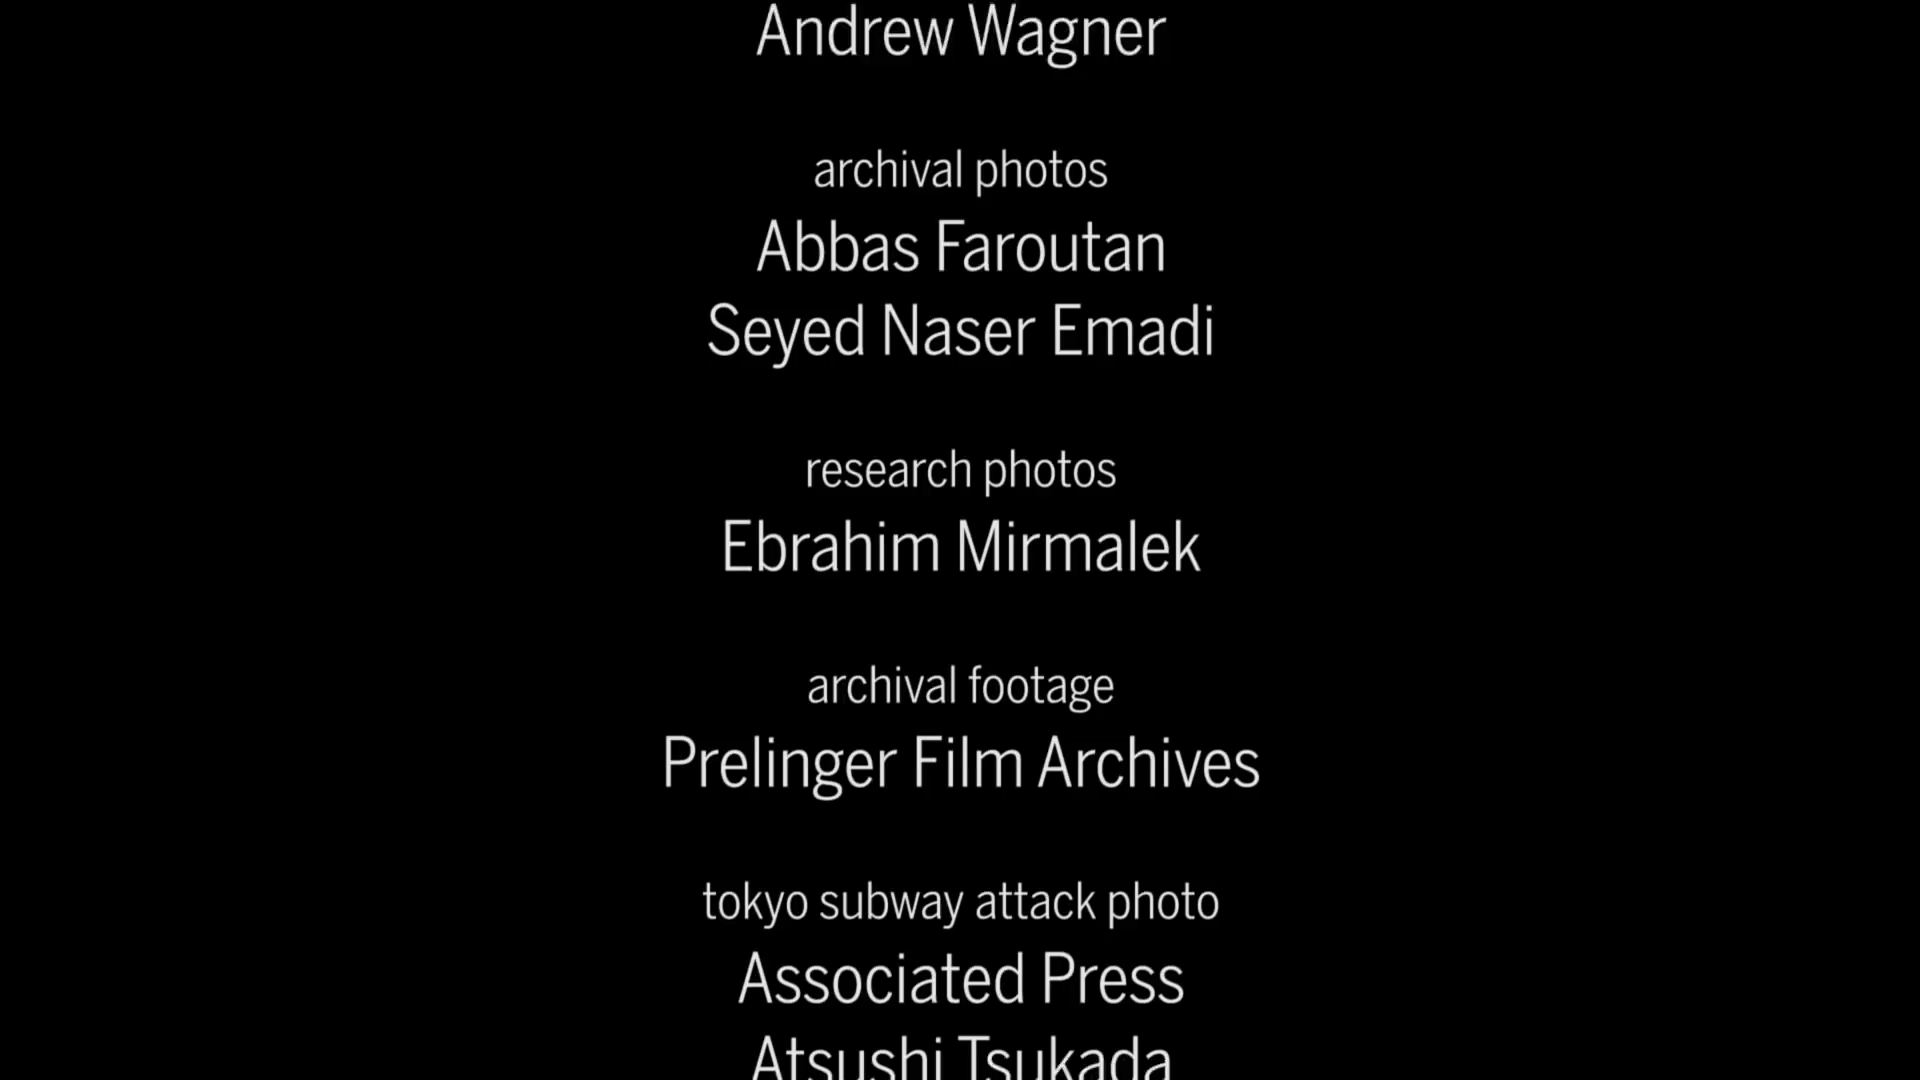 Andrew Wagner
archival photos
Abbas Faroutan
Seyed Naser Emadi
research photos
Ebrahim Mirmalek
archival footage
Prelinger Film Archives
tokyo subway attack photo
Associated Press
Atsushi Tsukada